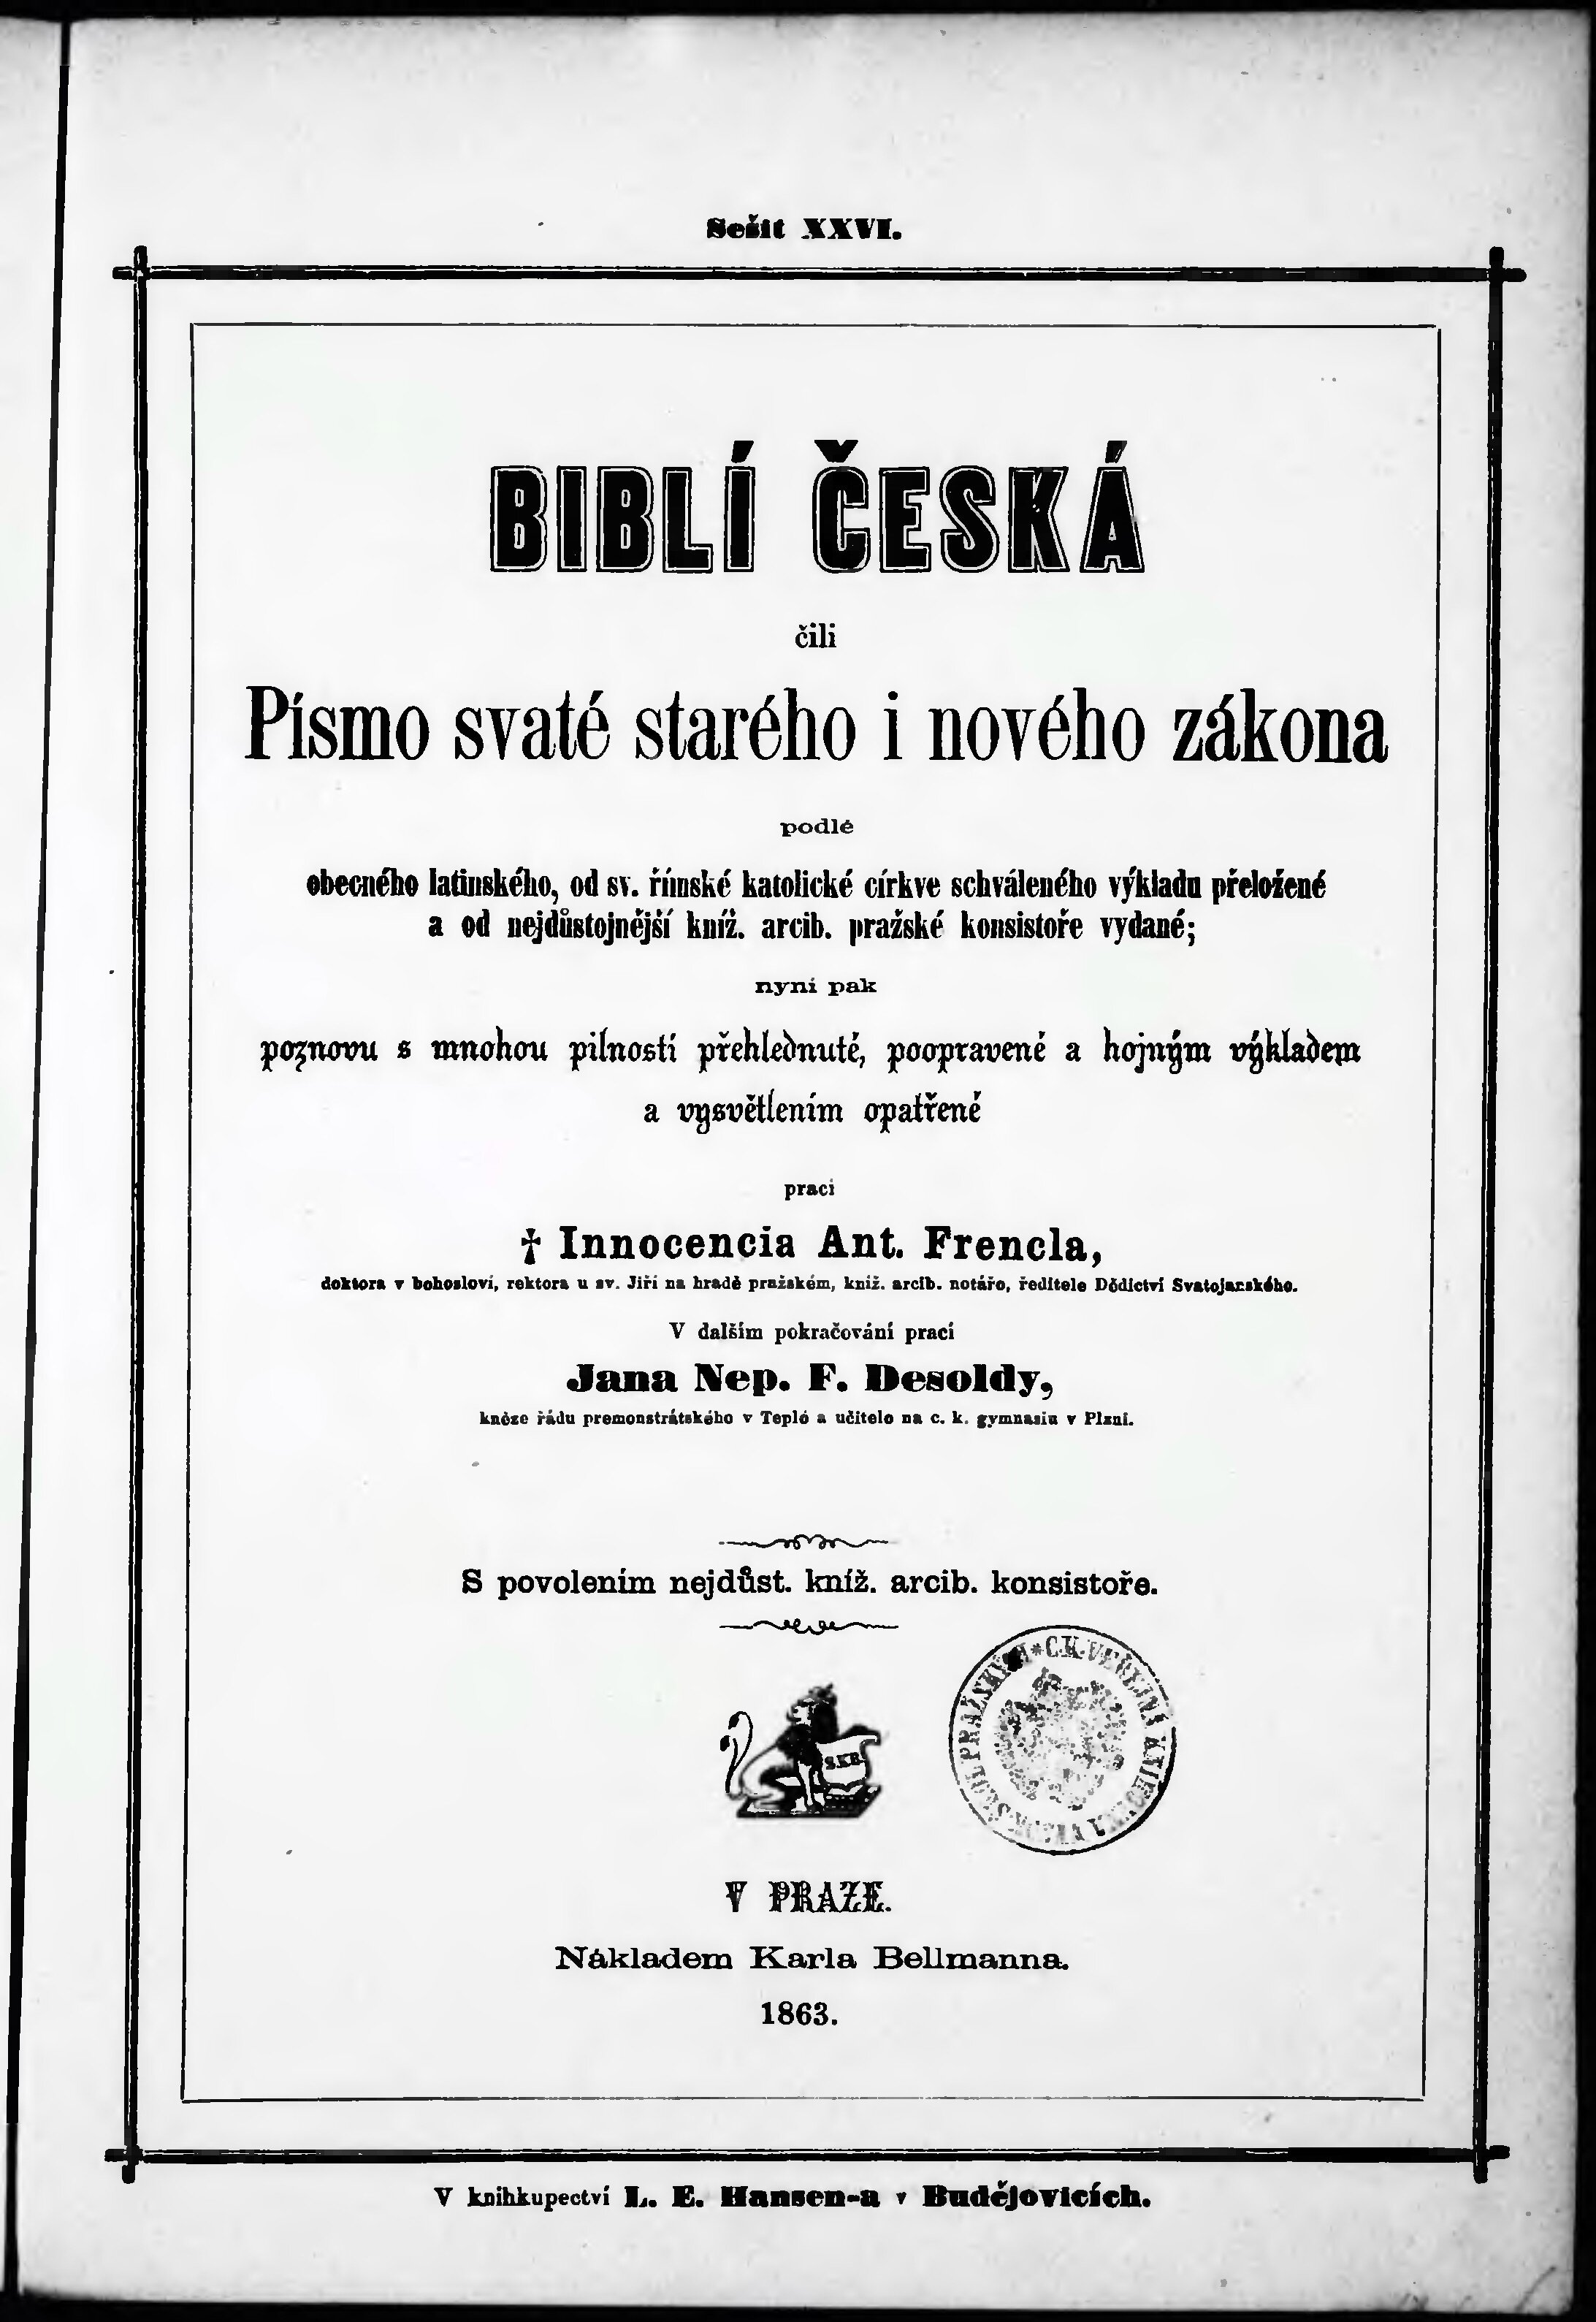 Sešit XXVI.
BIBLÍ ČESKÁ
čili
Písmo svaté starého i nového zákona
podlé
obecného latinského, od sv. římské katolické církve schváleného výkladu přeložené
a od nejdůstojnější kníž. arcib. pražské konsistoře vydané;
nyní pak
poznovu s mnohou pilností přehlednuté, poopravené a hojným výkladem
a vysvětlením opatřené
prací
† Innocencia Ant. Frencla,
doktora v bohosloví, rektora u sv. Jiří na hradě pražském, kníž. arcib. notáře, ředitele Dědictví Svatojanského.
V dalším pokračování prací
Jana Nep. F. Desoldy,
kněze řádu premonstrátského v Teplé a učitele na c. k. gymnasiu v Plzni.
S povolením nejdůst. kníž. arcib. konsistoře.
S.K.B.
C.K. VEŘEJNÁ PRAŽSKÝCH
V PRAZE.
Nákladem Karla Bellmanna.
1863.
V knihkupectví L. E. Hansen-a v Budějovicích.